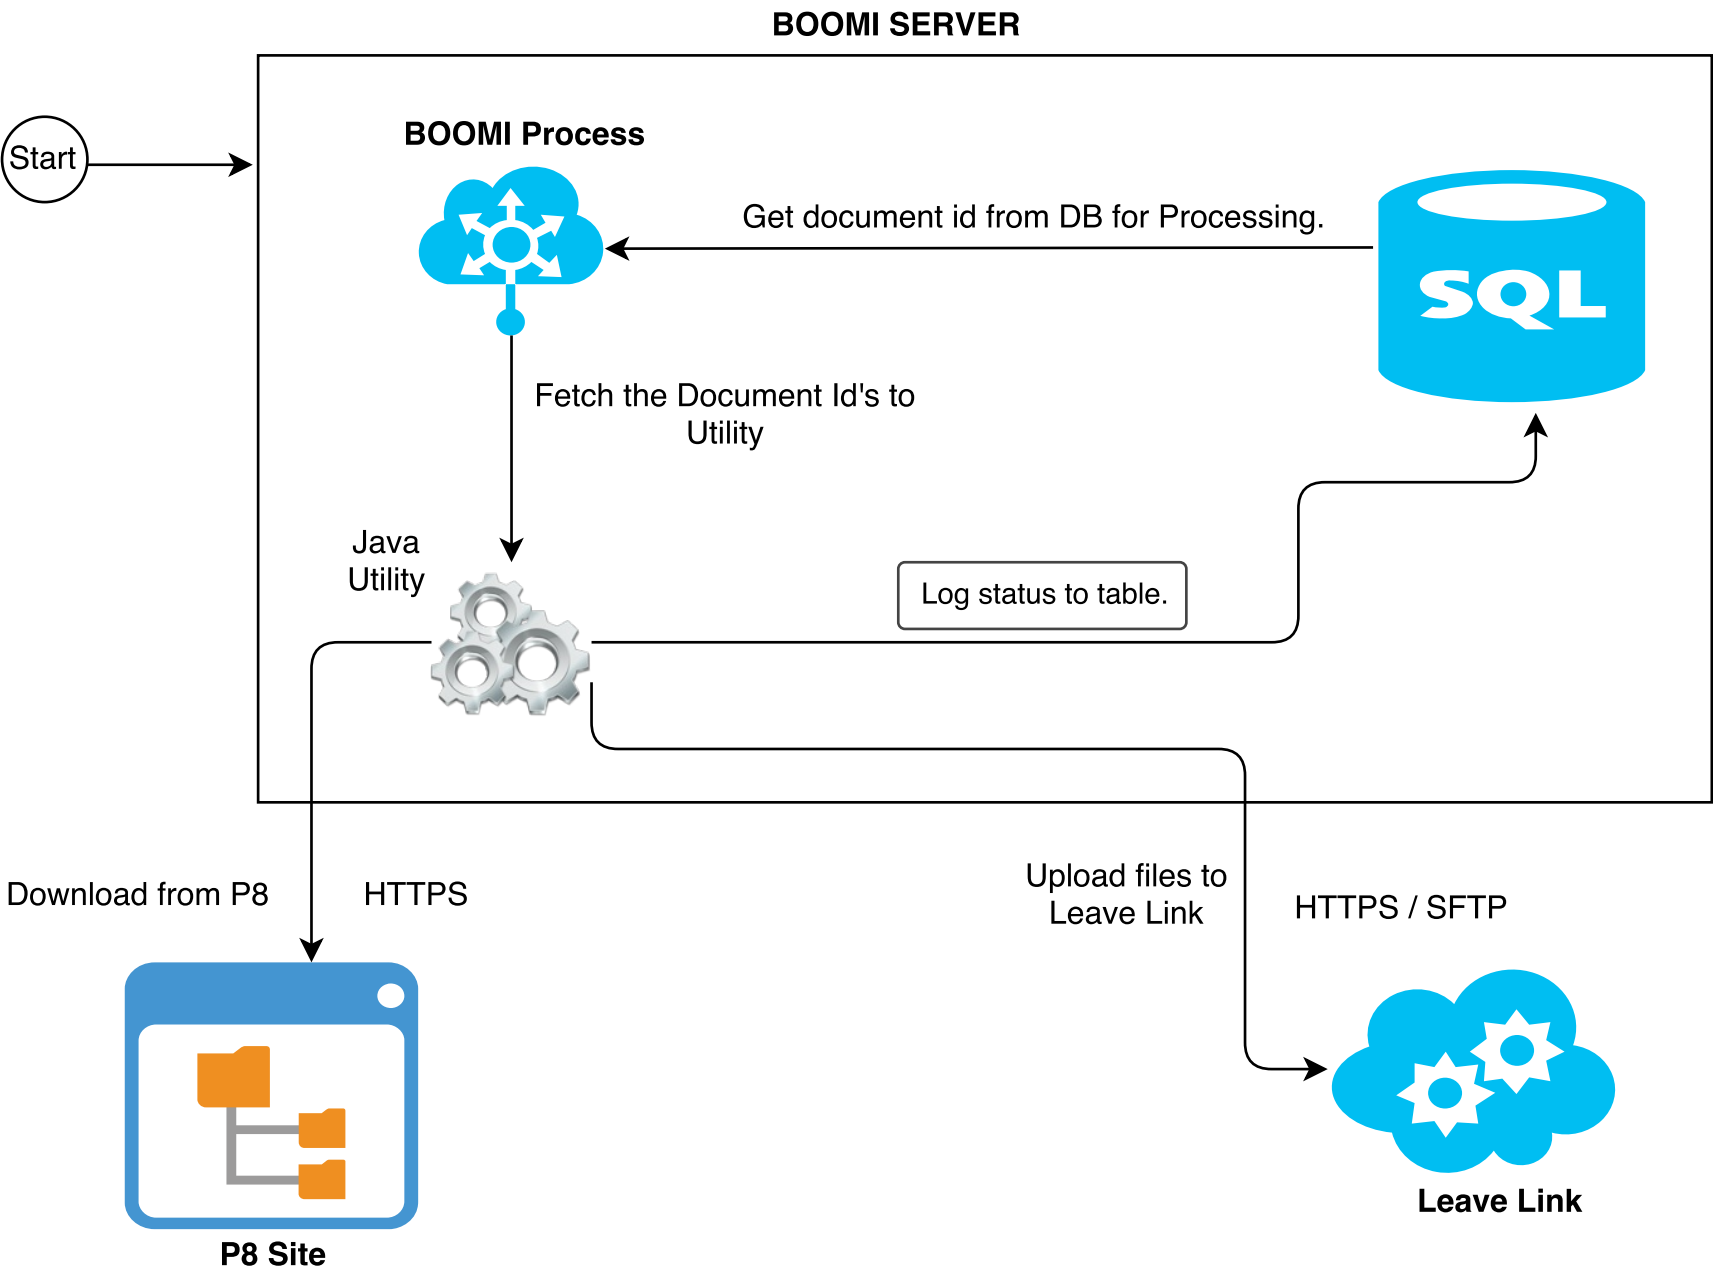 BOOMI SERVER
Start
BOOMI Process
Get document id from DB for Processing.
SQL
Fetch the Document Id's to
Utility
Java
Utility
Log status to table.
Download from P8
HTTPS
Upload files to
Leave Link
HTTPS / SFTP
P8 Site
Leave Link